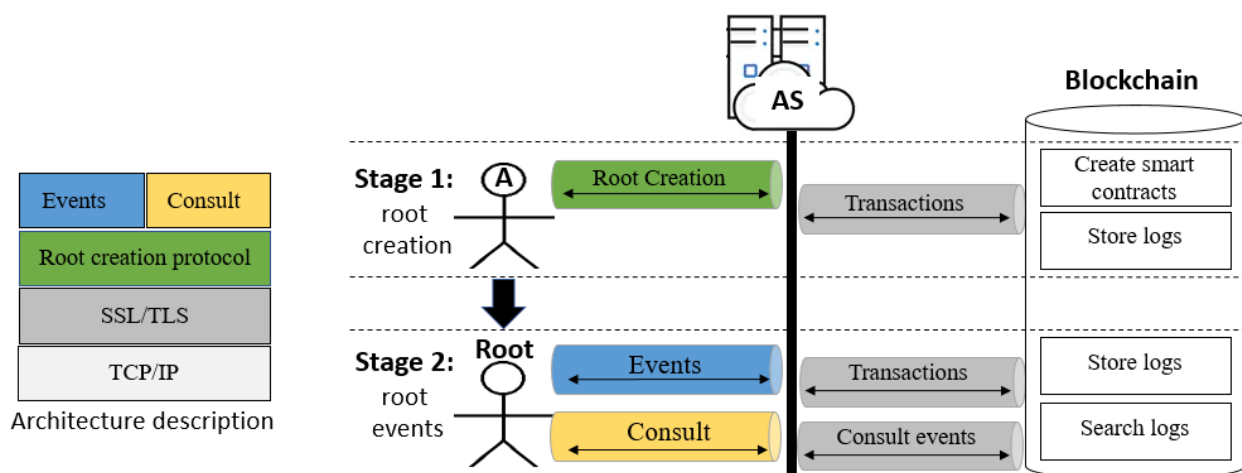 AS
Blockchain
Events
Consult
Root creation protocol
SSL/TLS
TCP/IP
Architecture description
Stage 1:
root
creation
A
Root Creation
Transactions
Create smart
contracts
Store logs
Stage 2:
root
events
Root
Events
Consult
Transactions
Consult events
Store logs
Search logs